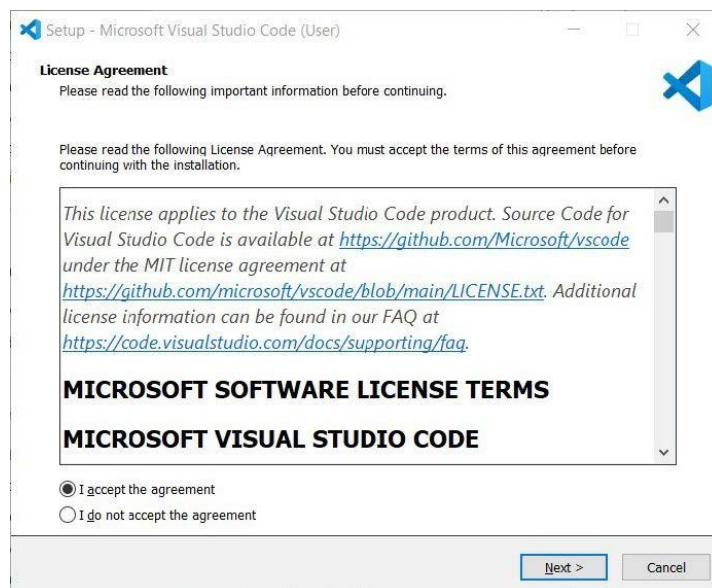 Setup - Microsoft Visual Studio Code (User)
License Agreement
Please read the following important information before continuing.
Please read the following License Agreement. You must accept the terms of this agreement before
continuing with the installation.
This license applies to the Visual Studio Code product. Source Code for
Visual Studio Code is available at https://github.com/Microsoft/vscode
under the MIT license agreement at
https://github.com/microsoft/vscode/blob/main/LICENSE.txt. Additional
license information can be found in our FAQ at
https://code.visualstudio.com/docs/supporting/faq.
MICROSOFT SOFTWARE LICENSE TERMS
MICROSOFT VISUAL STUDIO CODE
I accept the agreement
I do not accept the agreement
Next >
Cancel